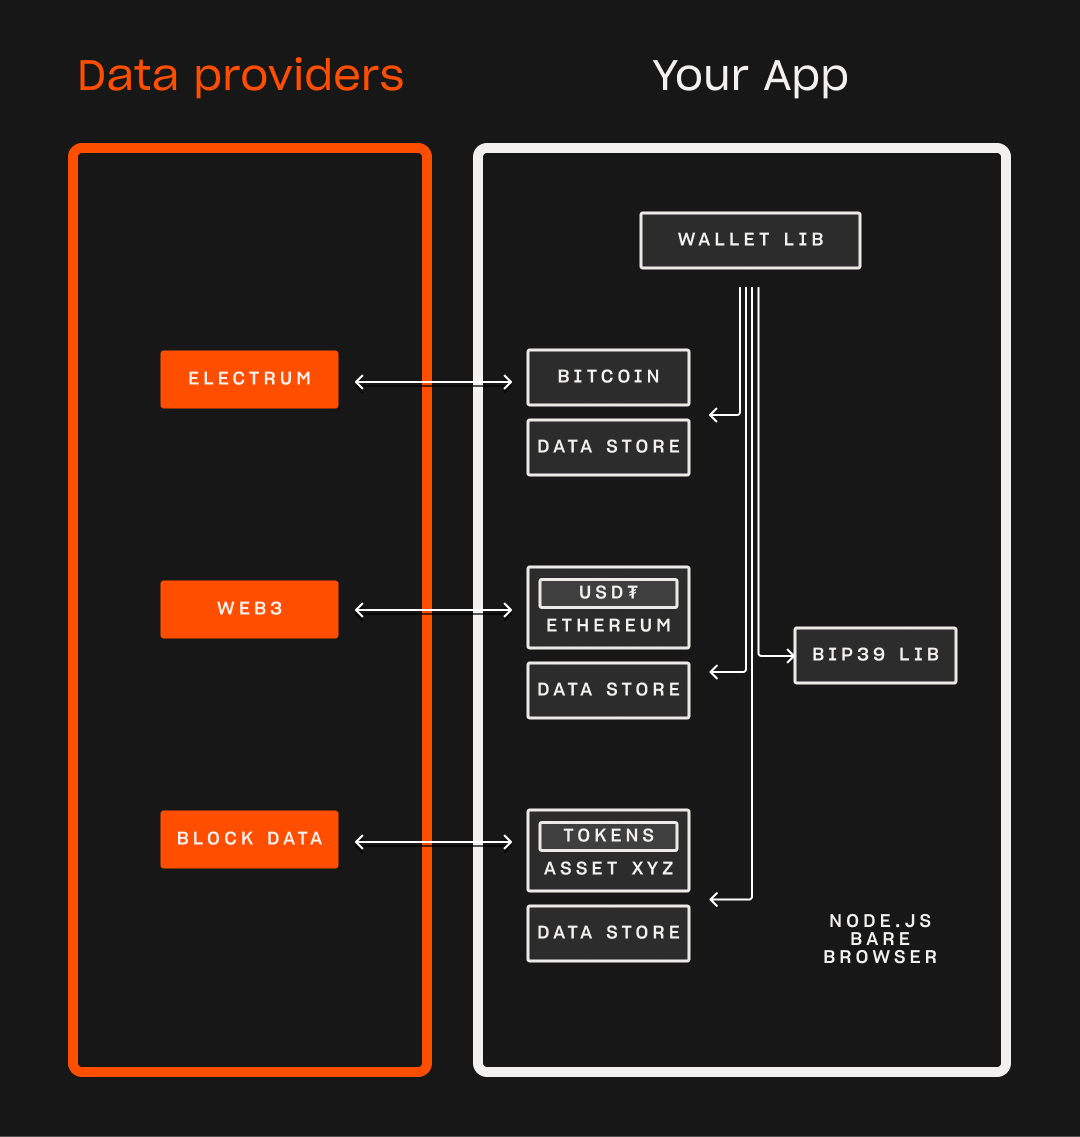 Data providers
Your App
WALLET LIB
ELECTRUM
BITCOIN
DATA STORE
WEB3
USD₮
ETHEREUM
DATA STORE
BIP39 LIB
BLOCK DATA
TOKENS
ASSET XYZ
DATA STORE
NODE.JS
BARE
BROWSER